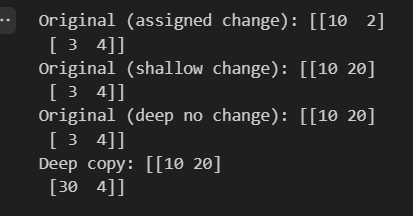 Original (assigned change): [[10  2]
 [ 3  4]]
Original (shallow change): [[10 20]
 [ 3  4]]
Original (deep no change): [[10 20]
 [ 3  4]]
Deep copy: [[10 20]
 [30  4]]